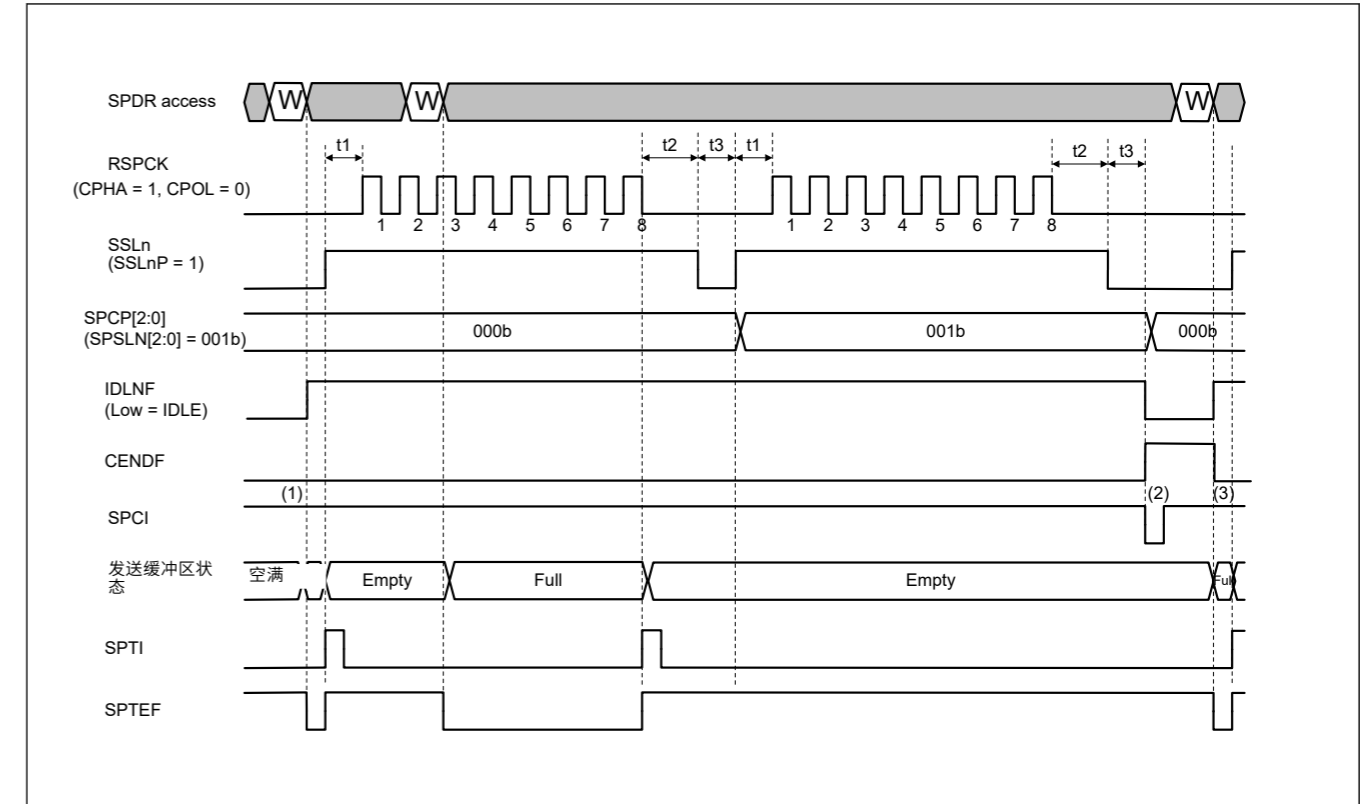 SPDR access
W
W
W
t1
t2
t3
t1
t2
t3
RSPCK
(CPHA = 1, CPOL = 0)
1 2 3 4 5 6 7 8
1 2 3 4 5 6 7 8
SSLn
(SSLnP = 1)
SPCP[2:0]
(SPSLN[2:0] = 001b)
000b
001b
000b
IDLNF
(Low = IDLE)
CENDF
(1)
(2)
(3)
SPCI
发送缓冲区状
态
空满
Empty
Full
Empty
Full
SPTI
SPTEF